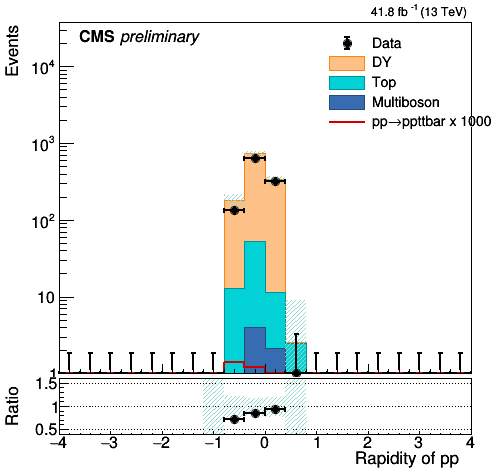 41.8 fb⁻¹ (13 TeV)
CMS preliminary
Events
Data
DY
Top
Multiboson
pp→ppttbar x 1000
10⁴
10³
10²
10
1
Ratio
1.5
1
0.5
−4 −3 −2 −1 0 1 2 3 4
Rapidity of pp